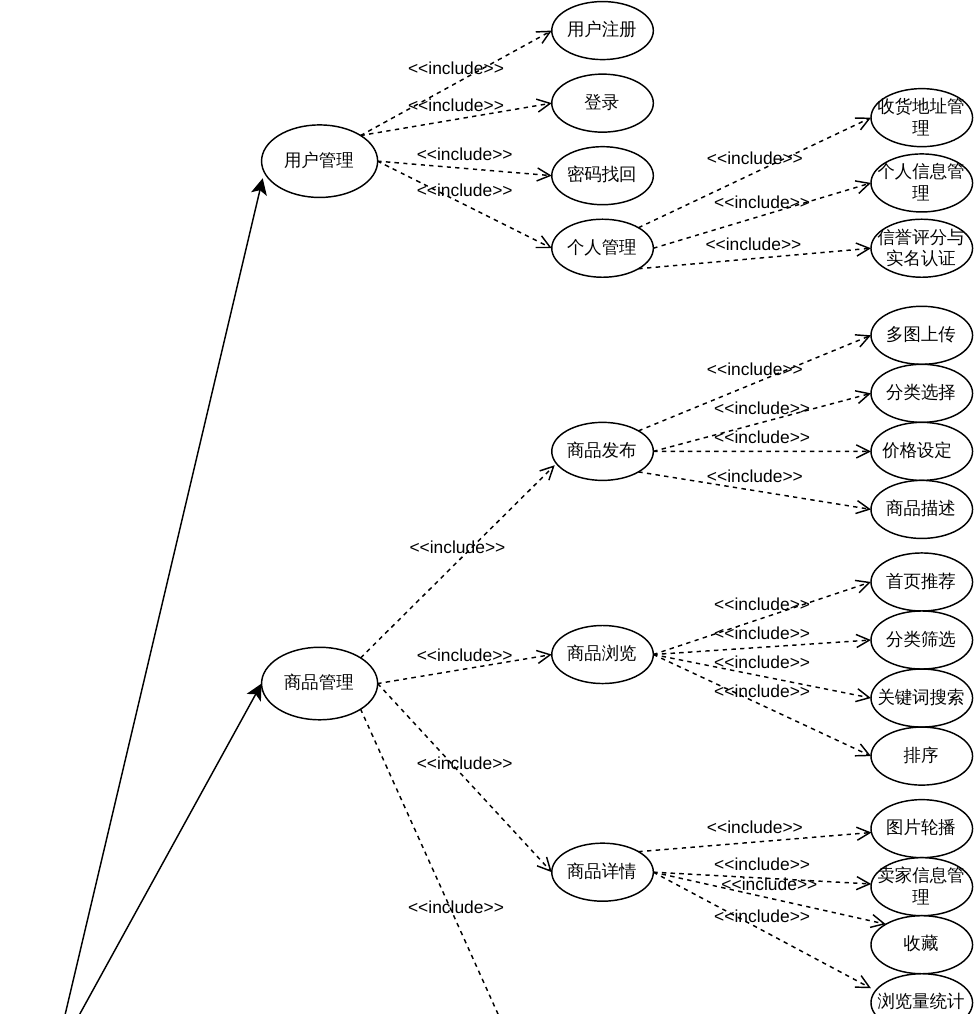 用户注册
<<include>>
登录
<<include>>
收货地址管
理
用户管理
<<include>>
密码找回
<<include>>
个人信息管
理
<<include>>
<<include>>
个人管理
<<include>>
信誉评分与
实名认证
多图上传
<<include>>
分类选择
<<include>>
<<include>>
商品发布
价格设定
<<include>>
商品描述
<<include>>
首页推荐
<<include>>
<<include>>
分类筛选
<<include>>
商品浏览
<<include>>
商品管理
<<include>>
关键词搜索
排序
<<include>>
<<include>>
图片轮播
商品详情
<<include>>
卖家信息管
理
<<include>>
<<include>>
<<include>>
收藏
浏览量统计